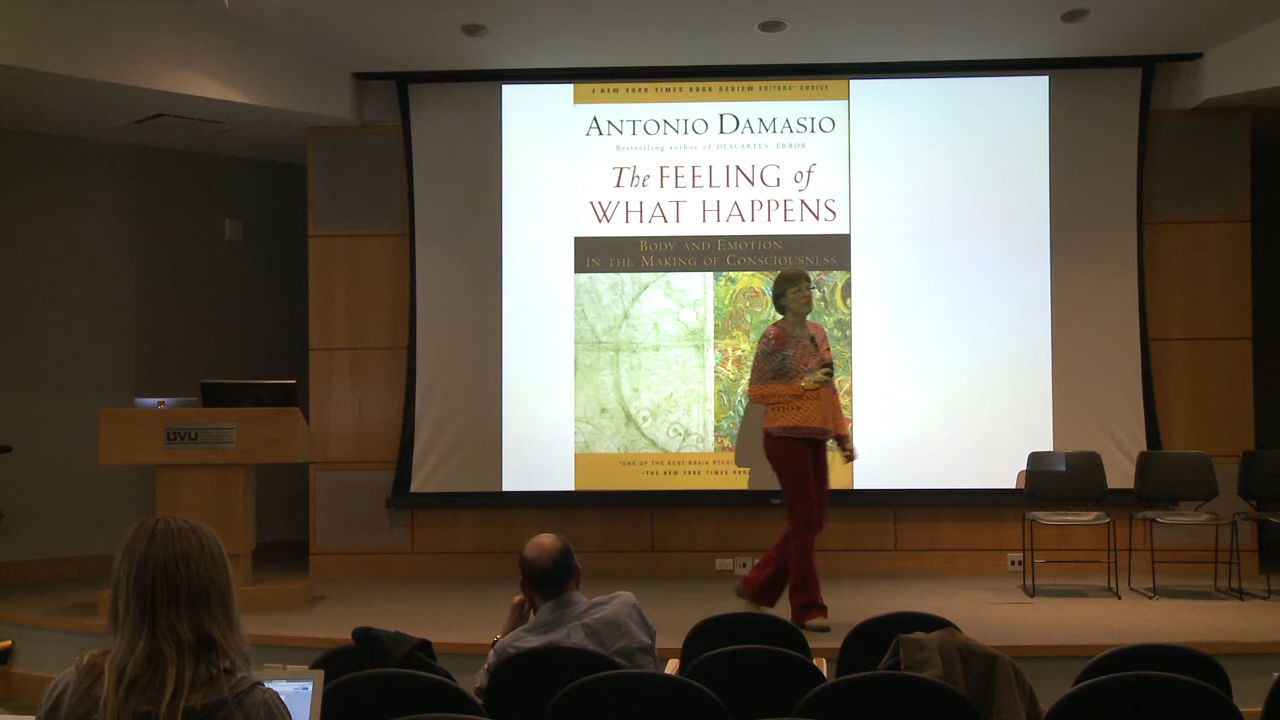 A NEW YORK TIMES BOOK REVIEW EDITORS' CHOICE
ANTONIO DAMASIO
Bestselling author of DESCARTES' ERROR
The FEELING of
WHAT HAPPENS
BODY AND EMOTION
IN THE MAKING OF CONSCIOUSNESS
"ONE OF THE BEST BRAIN
-THE NEW YORK TIMES
UVU